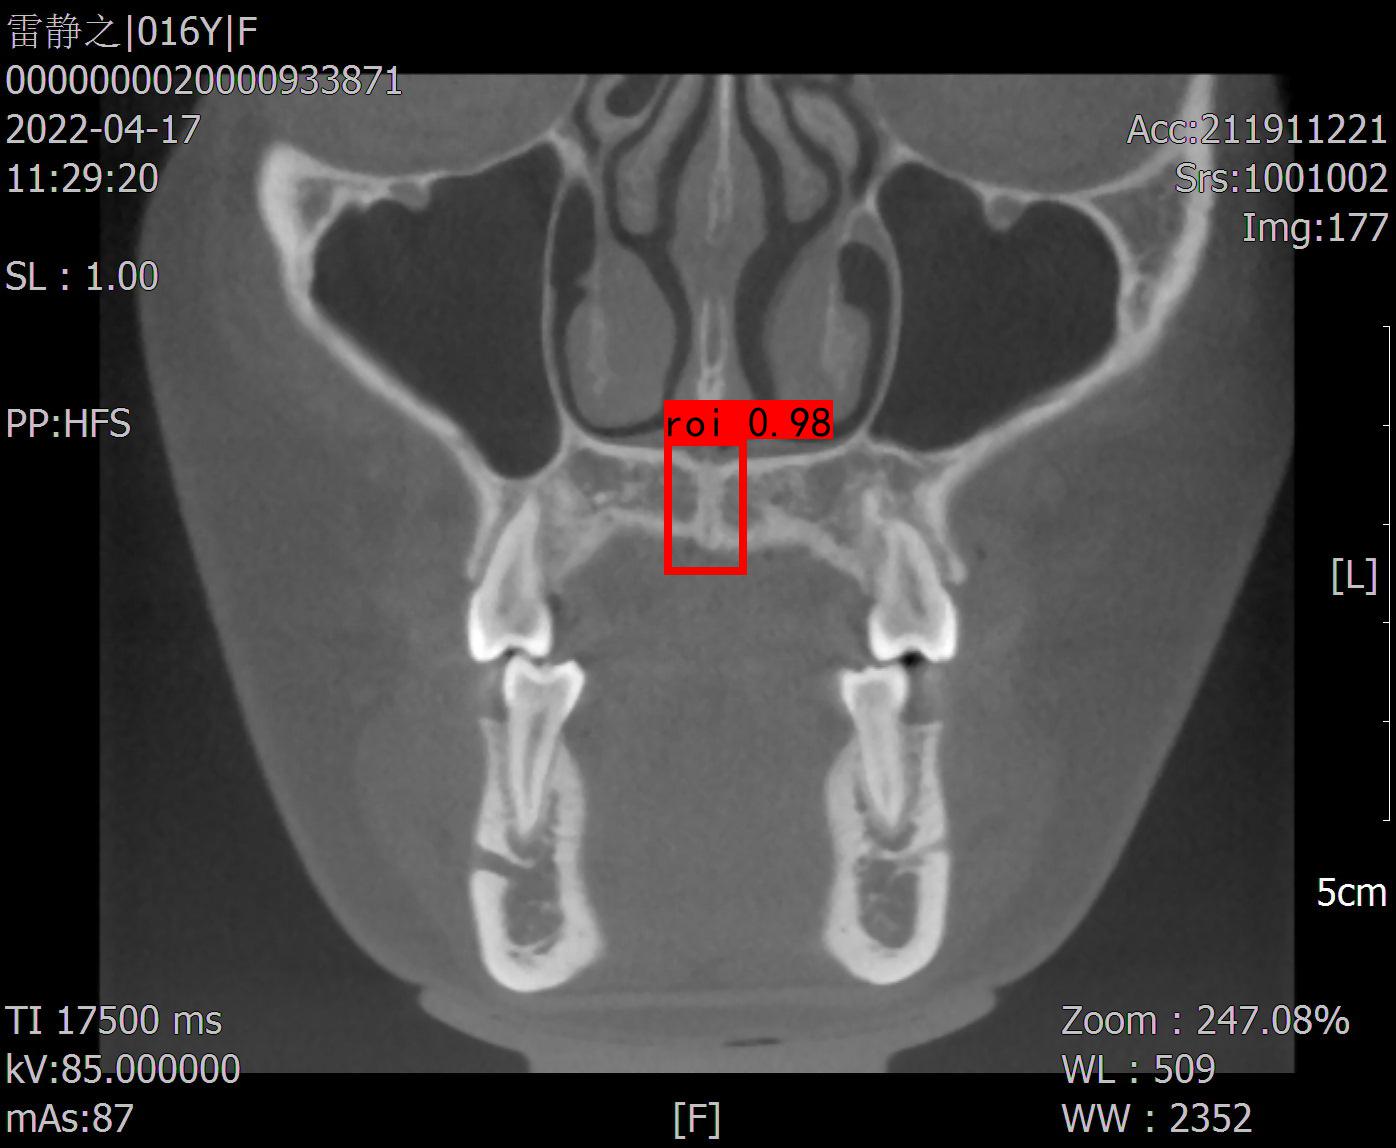 雷静之|016Y|F
0000000020000933871
2022-04-17
11:29:20
SL : 1.00
PP:HFS
Acc:211911221
Srs:1001002
Img:177
roi 0.98
[L]
5cm
TI 17500 ms
kV:85.000000
mAs:87
[F]
Zoom : 247.08%
WL : 509
WW : 2352